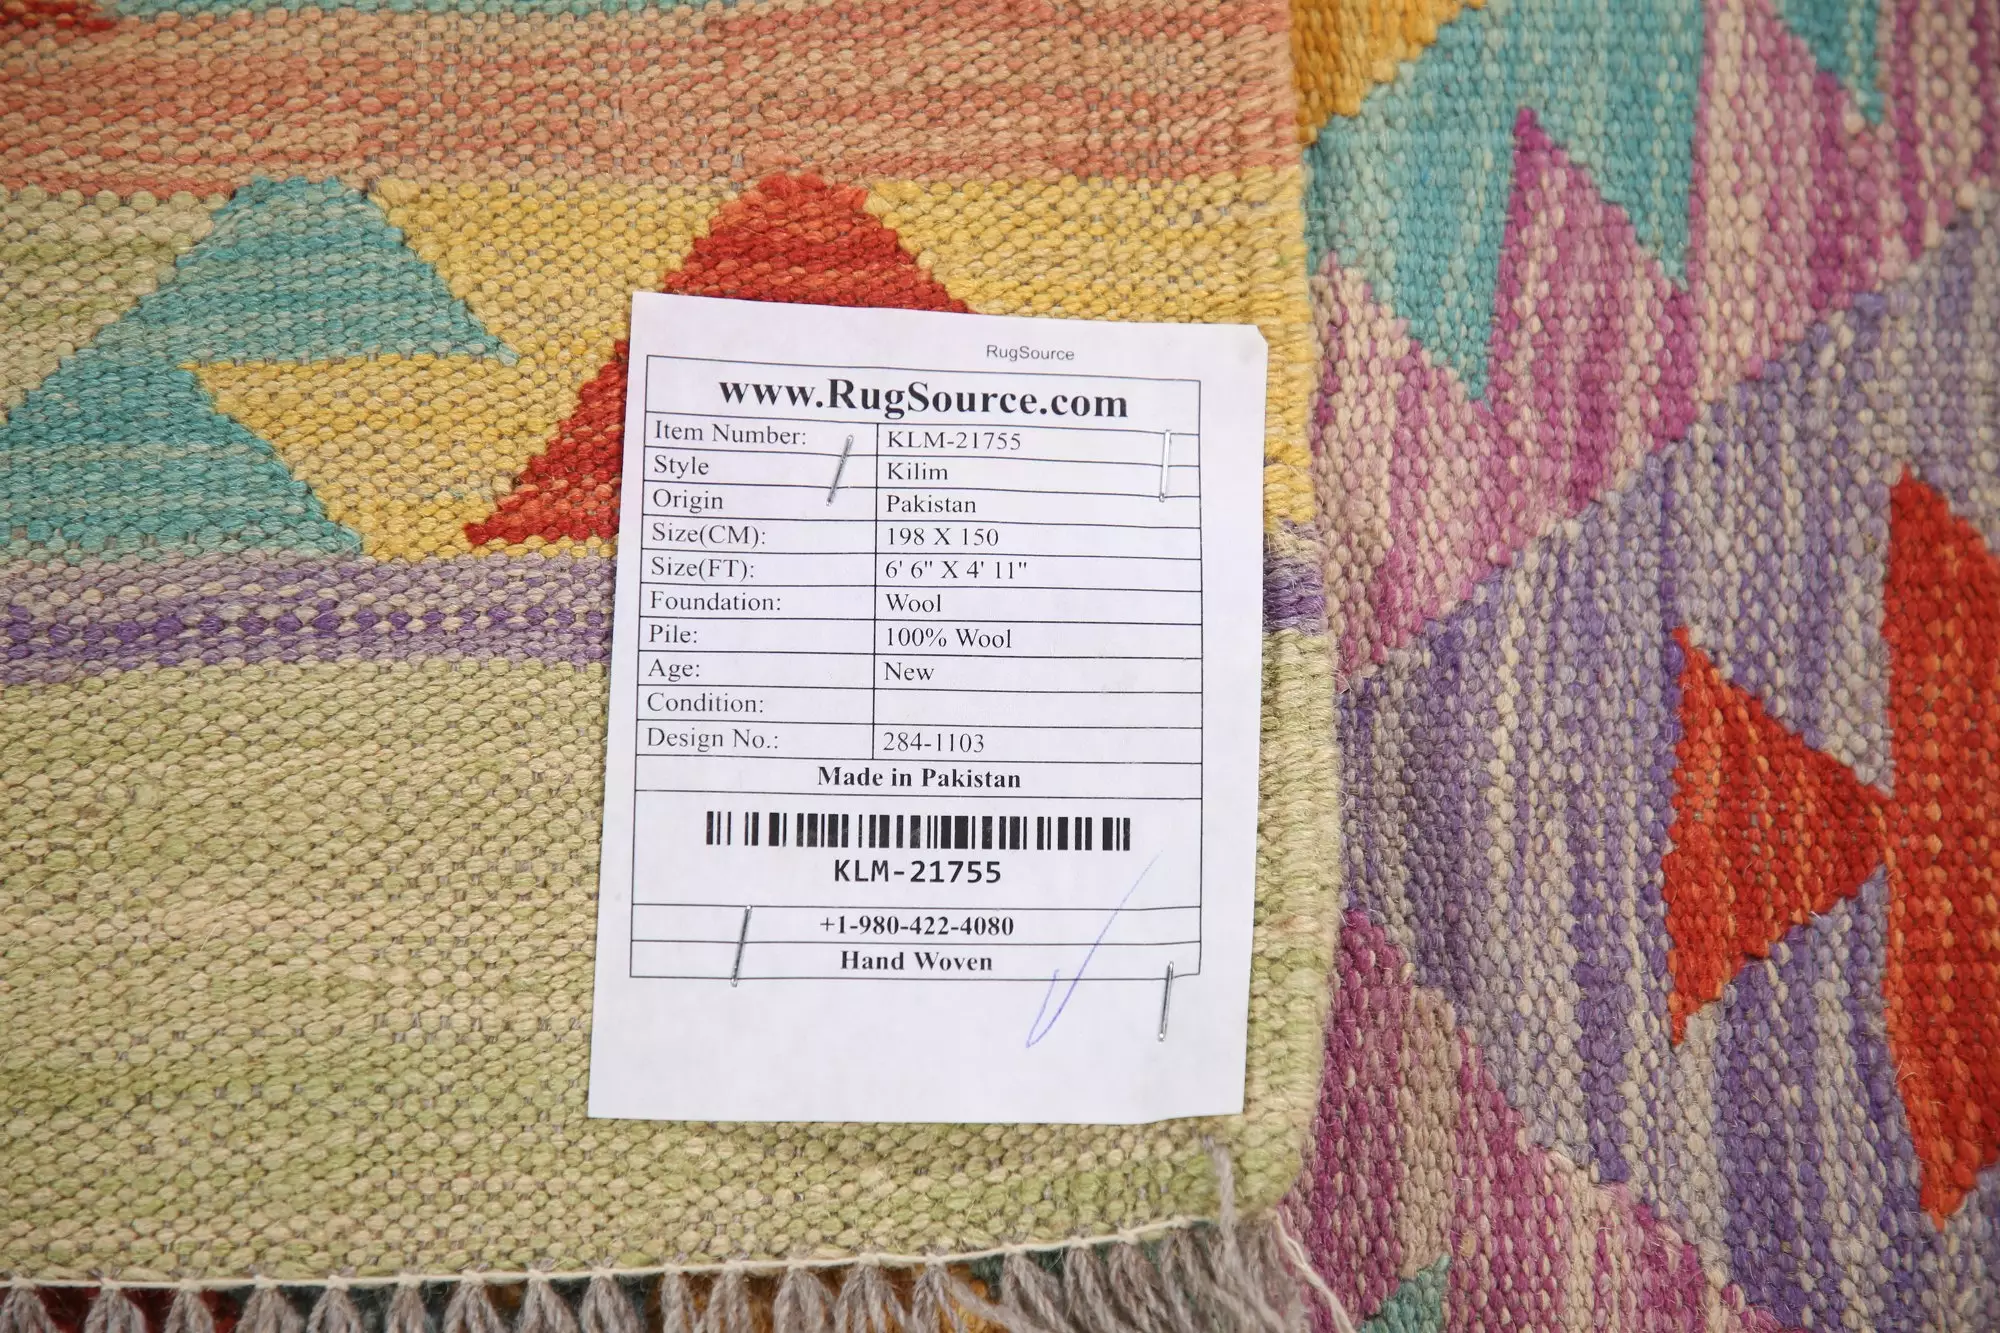 RugSource
www.RugSource.com
Item Number: KLM-21755
Style Kilim
Origin Pakistan
Size(CM): 198 X 150
Size(FT): 6' 6" X 4' 11"
Foundation: Wool
Pile: 100% Wool
Age: New
Condition:
Design No.: 284-1103
Made in Pakistan
KLM-21755
+1-980-422-4080
Hand Woven